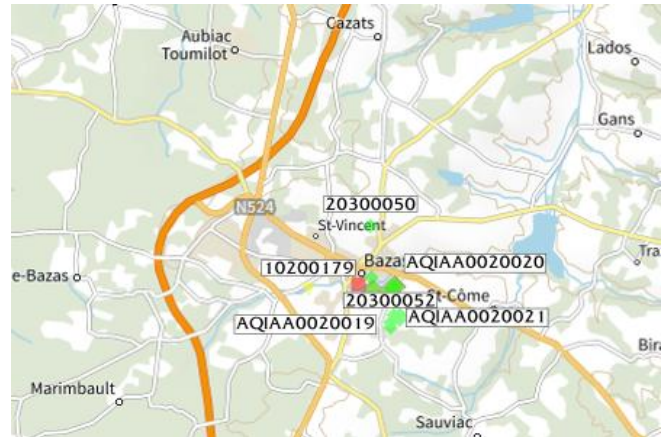 Cazats
Aubiac
Toumilot
Lados
Gans
20300050
N524
St-Vincent
Bazas
AQIAA0020020
10200179
e-Bazas
20300052
St-Côme
AQIAA0020019
AQIAA0020021
Marimbault
Sauviac